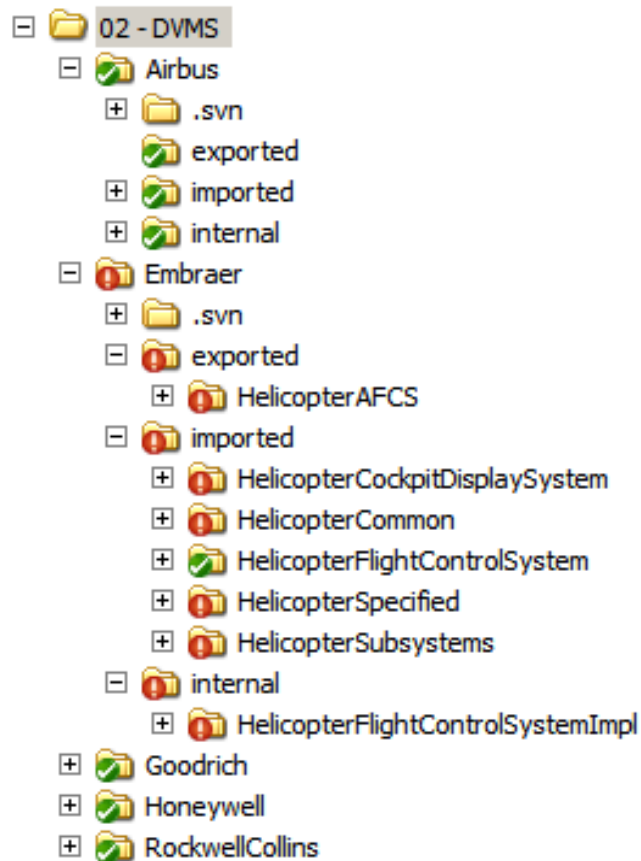 02 - DVMS
Airbus
.svn
exported
imported
internal
Embraer
.svn
exported
HelicopterAFCS
imported
HelicopterCockpitDisplaySystem
HelicopterCommon
HelicopterFlightControlSystem
HelicopterSpecified
HelicopterSubsystems
internal
HelicopterFlightControlSystemImpl
Goodrich
Honeywell
RockwellCollins